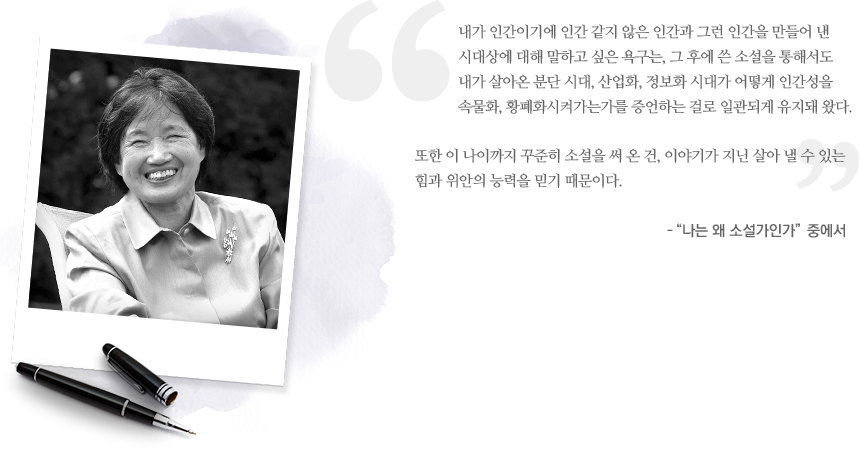 내가 인간이기에 인간 같지 않은 인간과 그런 인간을 만들어 낸
시대상에 대해 말하고 싶은 욕구는, 그 후에 쓴 소설을 통해서도
내가 살아온 분단 시대, 산업화, 정보화 시대가 어떻게 인간성을
속물화, 황폐화시켜가는가를 증언하는 걸로 일관되게 유지돼 왔다.
또한 이 나이까지 꾸준히 소설을 써 온 건, 이야기가 지닌 살아 낼 수 있는
힘과 위안의 능력을 믿기 때문이다.
- “나는 왜 소설가인가” 중에서